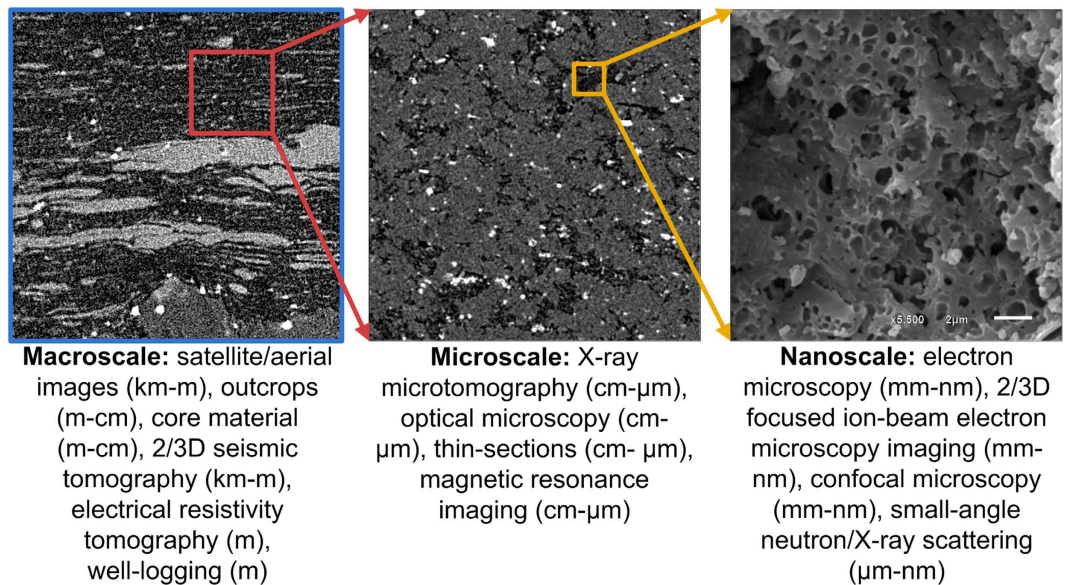 x5,500 2µm
Macroscale: satellite/aerial
images (km-m), outcrops
(m-cm), core material
(m-cm), 2/3D seismic
tomography (km-m),
electrical resistivity
tomography (m),
well-logging (m)
Microscale: X-ray
microtomography (cm-µm),
optical microscopy (cm-
µm), thin-sections (cm- µm),
magnetic resonance
imaging (cm-µm)
Nanoscale: electron
microscopy (mm-nm), 2/3D
focused ion-beam electron
microscopy imaging (mm-
nm), confocal microscopy
(mm-nm), small-angle
neutron/X-ray scattering
(µm-nm)